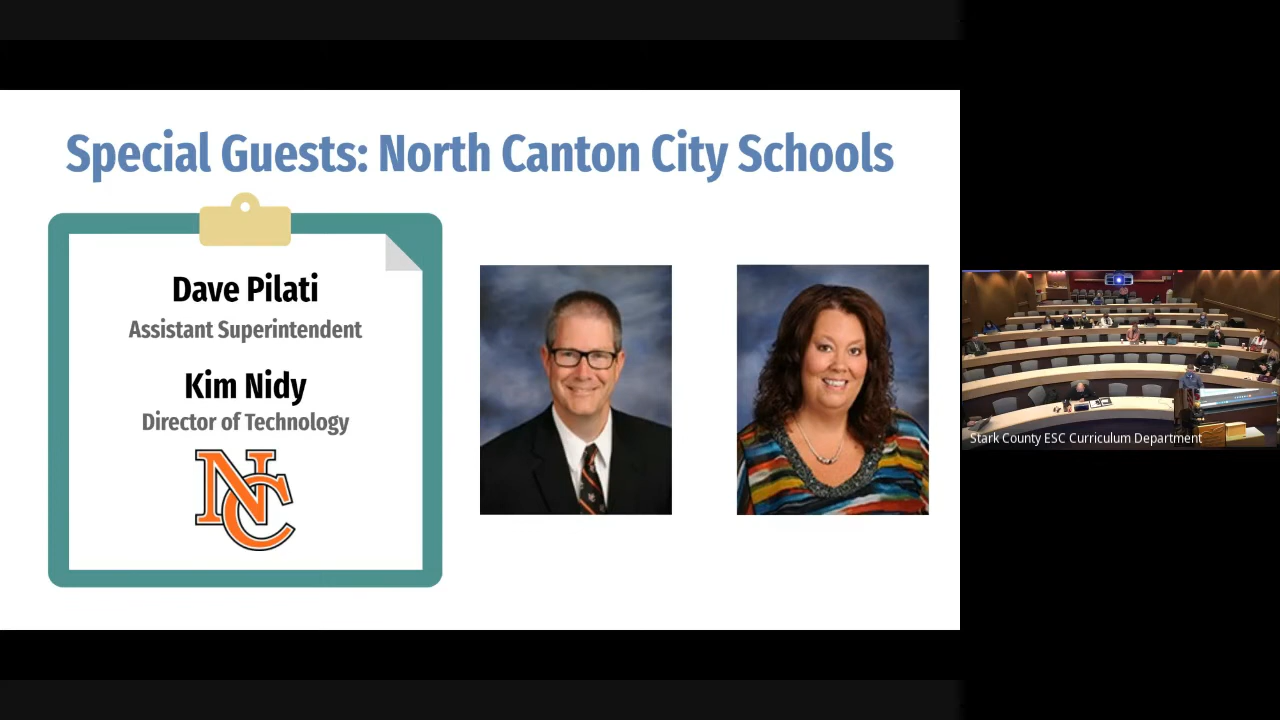 Special Guests: North Canton City Schools
Dave Pilati
Assistant Superintendent
Kim Nidy
Director of Technology
NC
Stark County ESC Curriculum Department